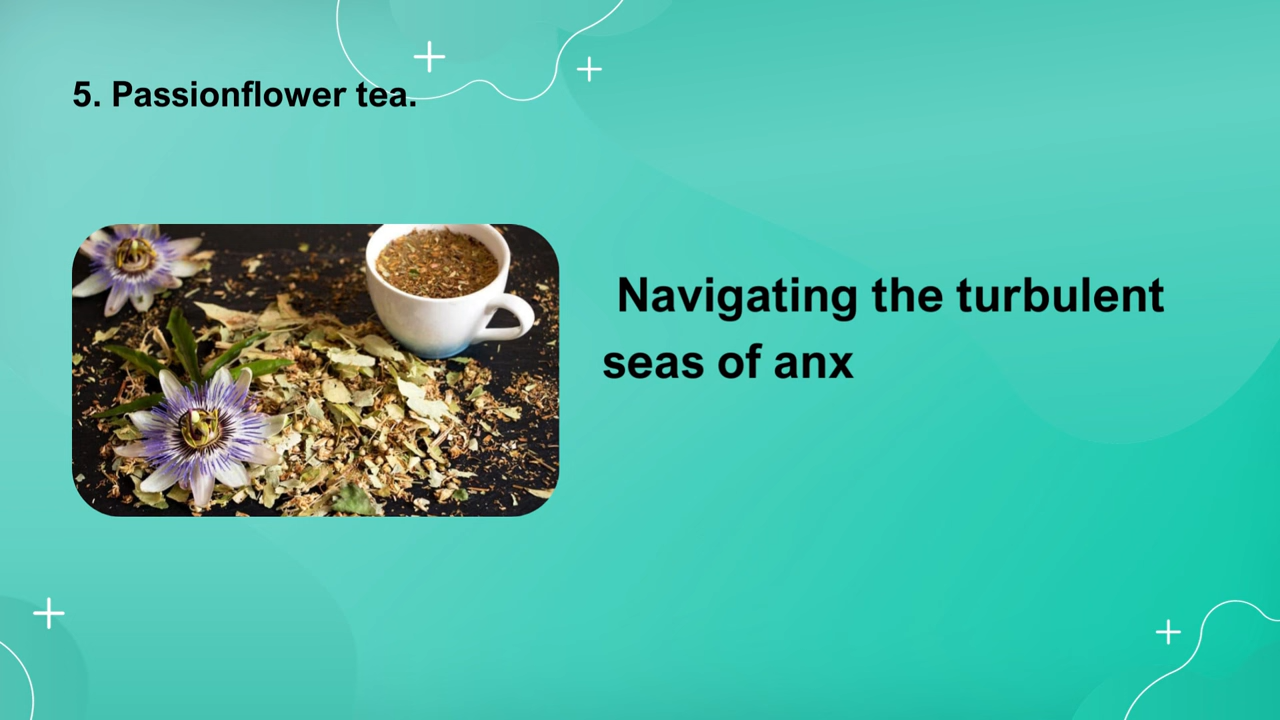 5. Passionflower tea.
Navigating the turbulent
seas of anx